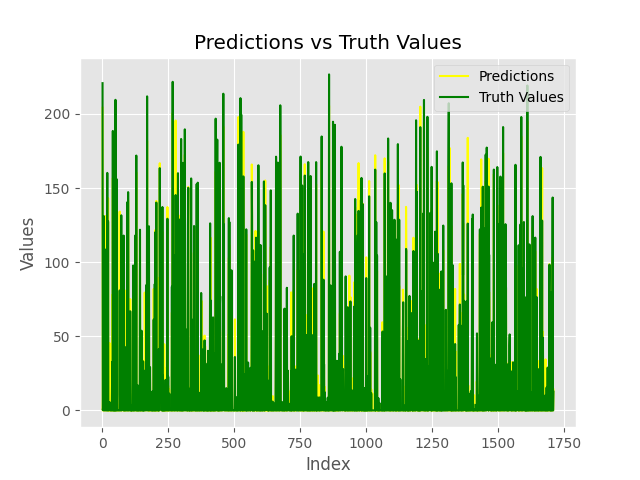 Predictions vs Truth Values
Predictions
Truth Values
Values
200
150
100
50
0
0 250 500 750 1000 1250 1500 1750
Index